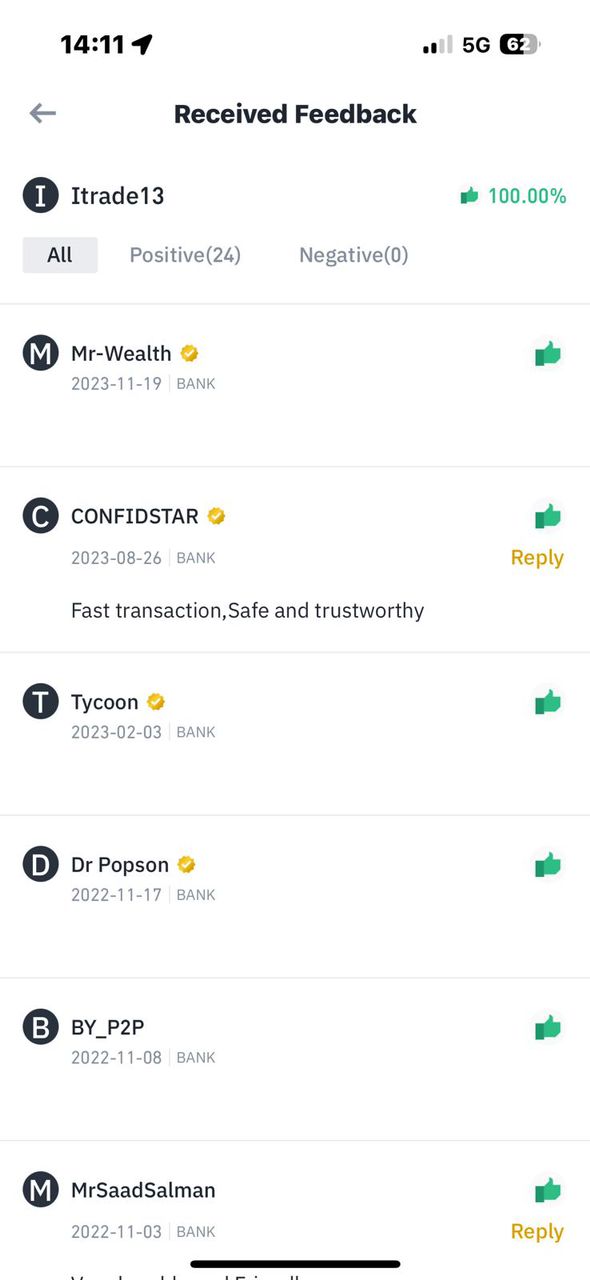 14:11
5G 62
Received Feedback
I Itrade13 100.00%
All Positive(24) Negative(0)
M Mr-Wealth
2023-11-19 BANK
C CONFIDSTAR
2023-08-26 BANK Reply
Fast transaction,Safe and trustworthy
T Tycoon
2023-02-03 BANK
D Dr Popson
2022-11-17 BANK
B BY_P2P
2022-11-08 BANK
M MrSaadSalman
2022-11-03 BANK Reply